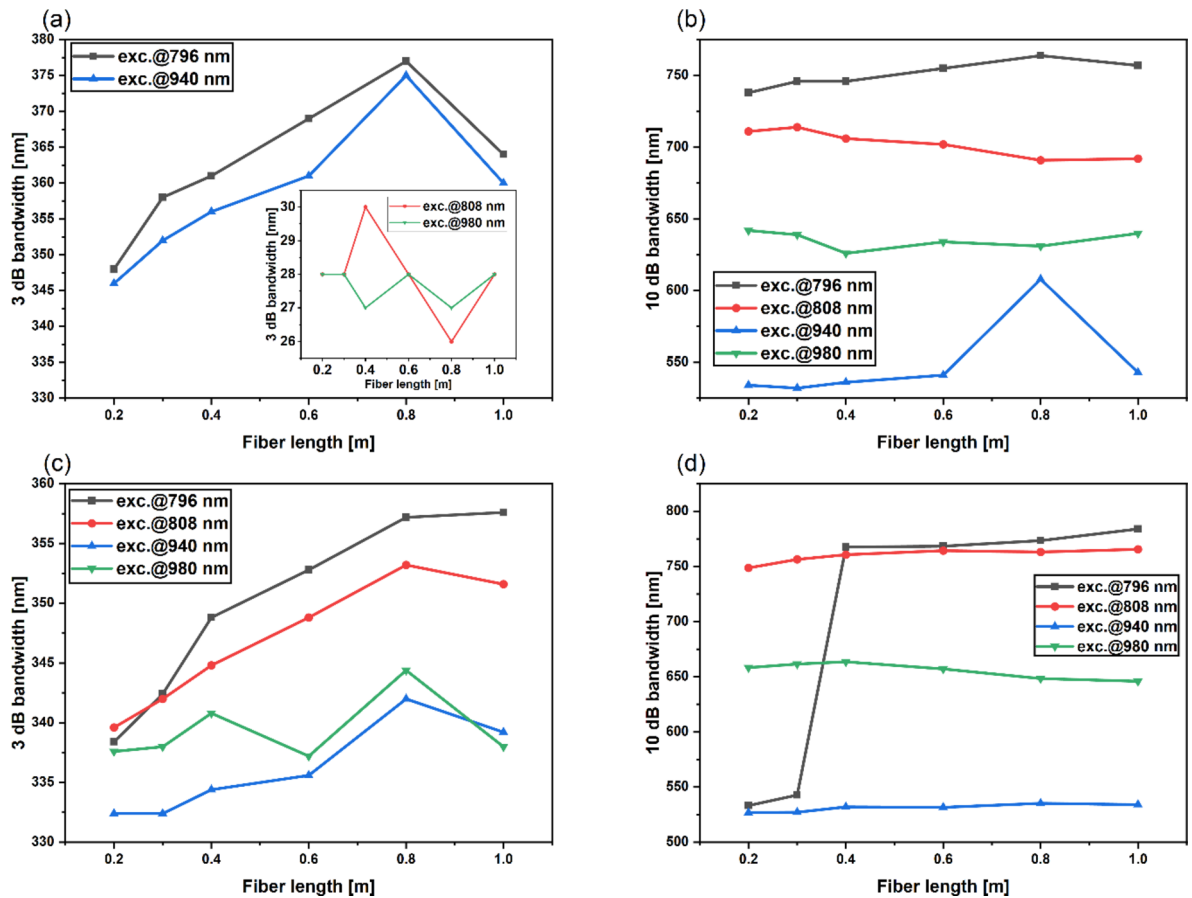 (a)
380
375
370
365
360
355
350
345
340
335
330
3 dB bandwidth [nm]
exc.@796 nm
exc.@940 nm
0.2
0.4
0.6
0.8
1.0
Fiber length [m]
30
29
28
27
26
3 dB bandwidth [nm]
exc.@808 nm
exc.@980 nm
0.2
0.4
0.6
0.8
1.0
Fiber length [m]
(b)
750
700
650
600
550
10 dB bandwidth [nm]
exc.@796 nm
exc.@808 nm
exc.@940 nm
exc.@980 nm
0.2
0.4
0.6
0.8
1.0
Fiber length [m]
(c)
360
355
350
345
340
335
330
3 dB bandwidth [nm]
exc.@796 nm
exc.@808 nm
exc.@940 nm
exc.@980 nm
0.2
0.4
0.6
0.8
1.0
Fiber length [m]
(d)
800
750
700
650
600
550
500
10 dB bandwidth [nm]
exc.@796 nm
exc.@808 nm
exc.@940 nm
exc.@980 nm
0.2
0.4
0.6
0.8
1.0
Fiber length [m]